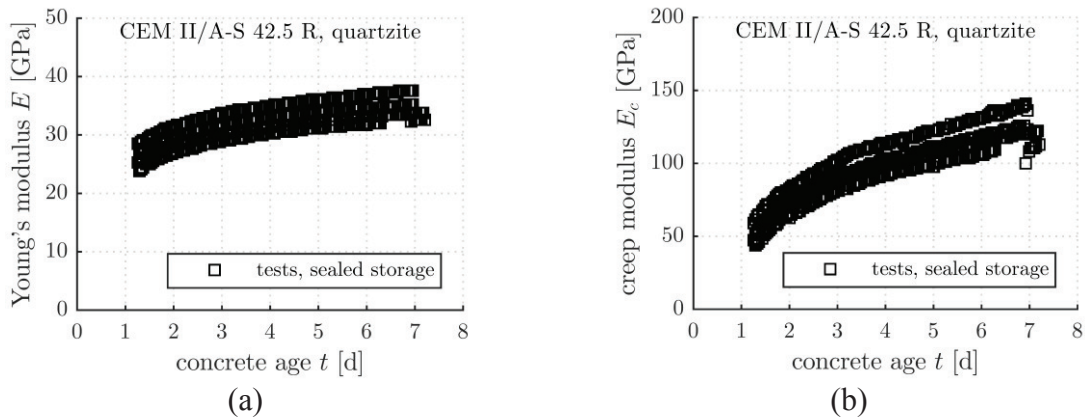 CEM II/A-S 42.5 R, quartzite
Young's modulus E [GPa]
50
40
30
20
10
0
tests, sealed storage
0 1 2 3 4 5 6 7 8
concrete age t [d]
(a)
CEM II/A-S 42.5 R, quartzite
creep modulus E_c [GPa]
200
150
100
50
0
tests, sealed storage
0 1 2 3 4 5 6 7 8
concrete age t [d]
(b)